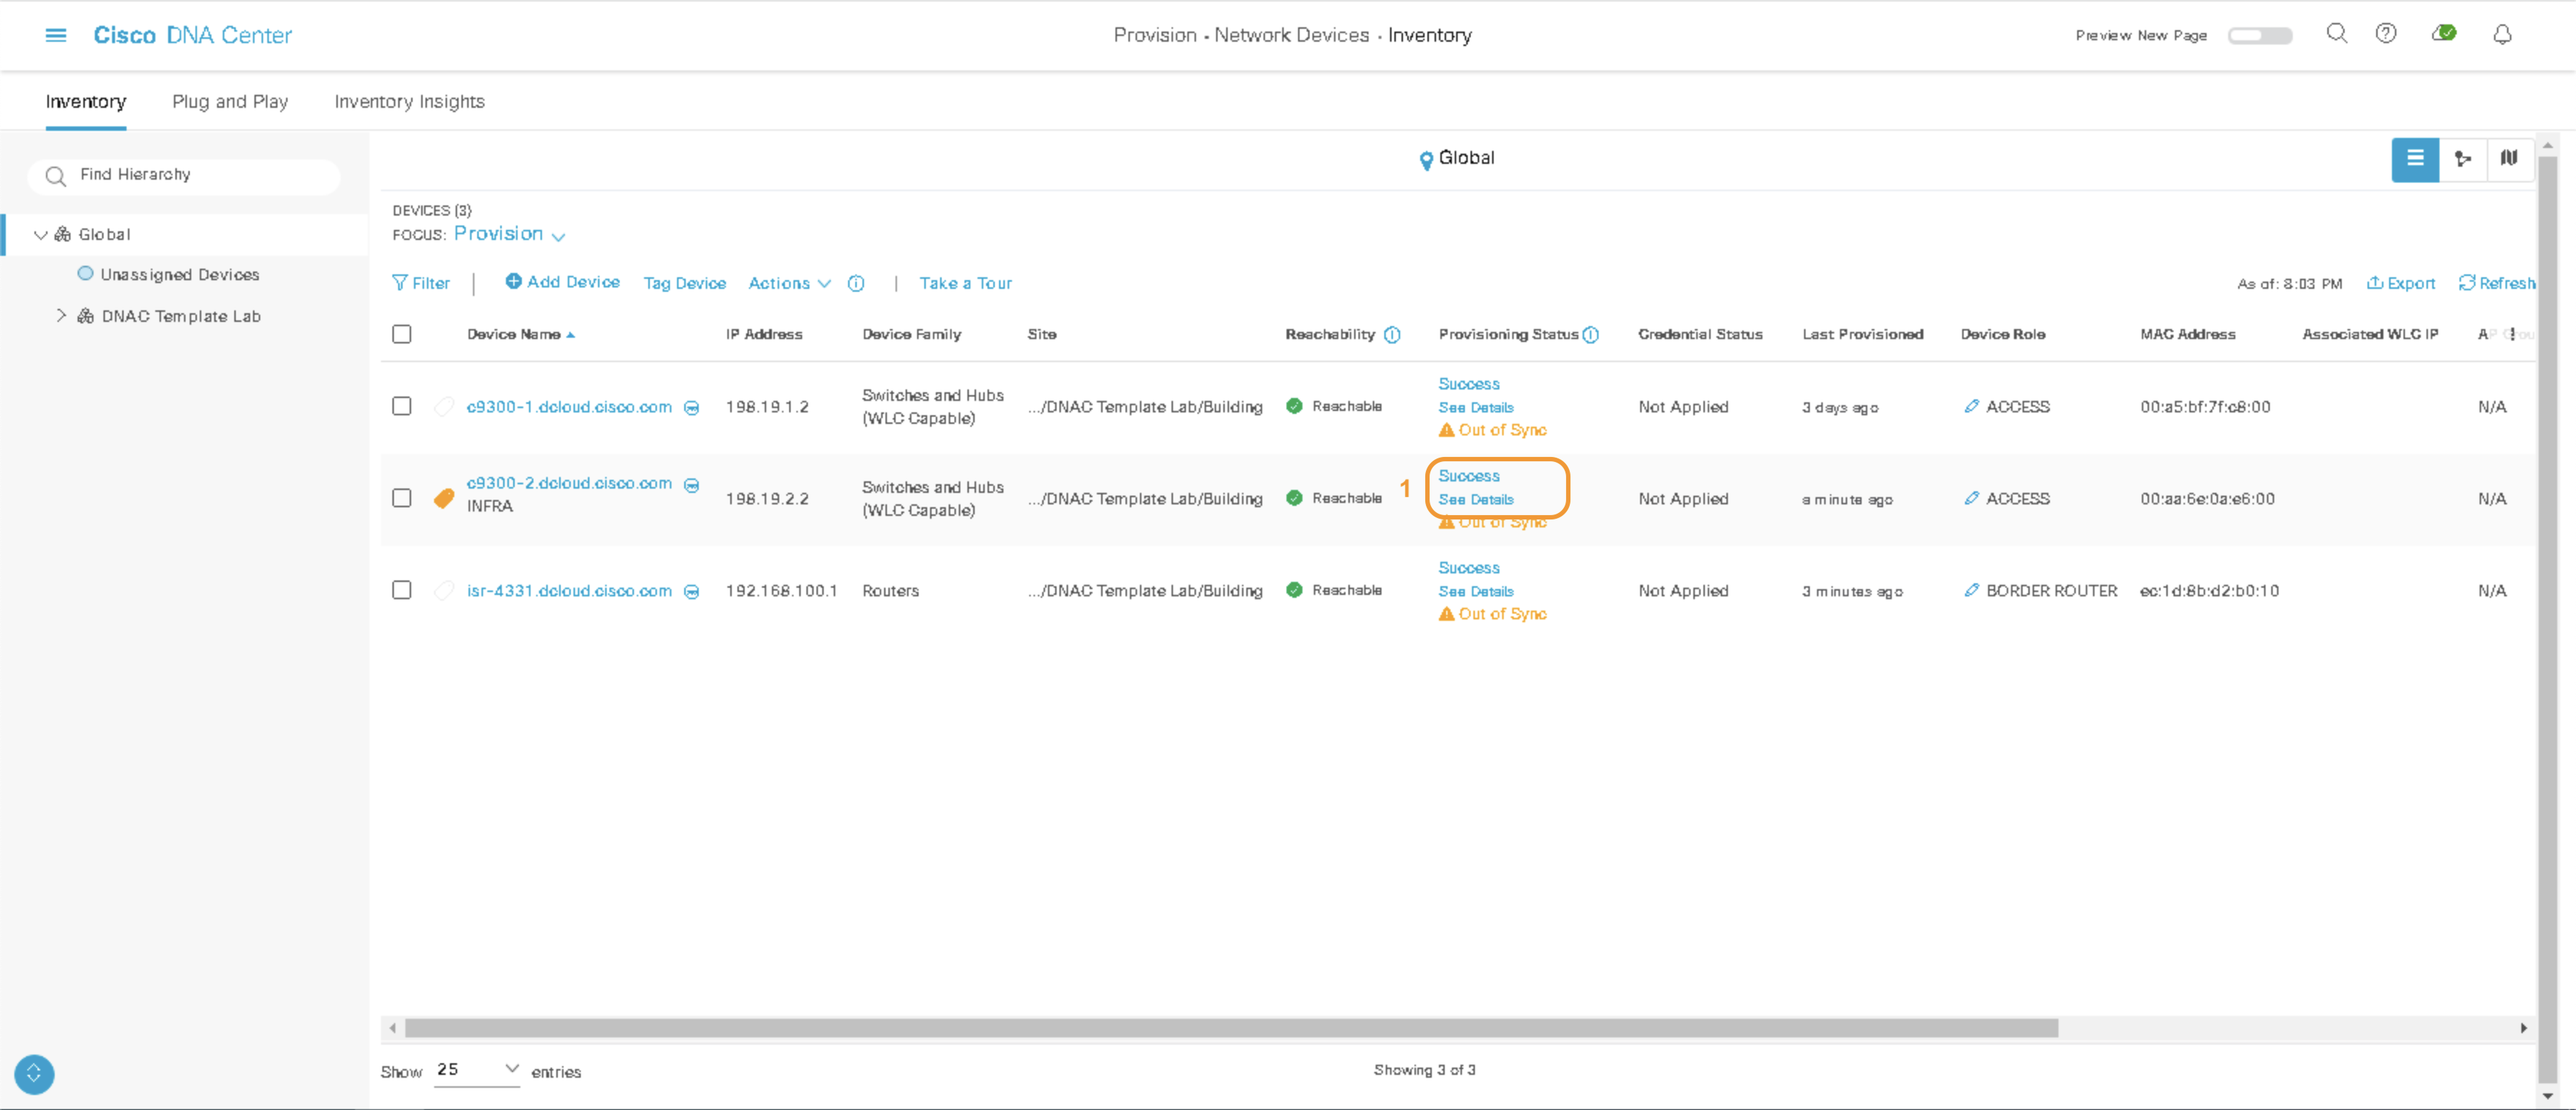 Cisco DNA Center
Provision • Network Devices • Inventory
Preview New Page
Inventory Plug and Play Inventory Insights
Find Hierarchy
Global
Unassigned Devices
DNAC Template Lab
Global
DEVICES (3)
FOCUS: Provision
Filter | Add Device Tag Device Actions | Take a Tour
As of: 8:03 PM Export Refresh
Device Name IP Address Device Family Site Reachability Provisioning Status Credential Status Last Provisioned Device Role MAC Address Associated WLC IP AP Grou
c9300-1.dcloud.cisco.com 198.19.1.2 Switches and Hubs (WLC Capable) .../DNAC Template Lab/Building Reachable Success
See Details
Out of Sync
Not Applied 3 days ago ACCESS 00:a5:bf:7f:c8:00 N/A
c9300-2.dcloud.cisco.com
INFRA
198.19.2.2 Switches and Hubs (WLC Capable) .../DNAC Template Lab/Building Reachable 1 Success
See Details
Out of Sync
Not Applied a minute ago ACCESS 00:aa:6e:0a:e6:00 N/A
isr-4331.dcloud.cisco.com 192.168.100.1 Routers .../DNAC Template Lab/Building Reachable Success
See Details
Out of Sync
Not Applied 3 minutes ago BORDER ROUTER ec:1d:8b:d2:b0:10 N/A
Show 25 entries
Showing 3 of 3